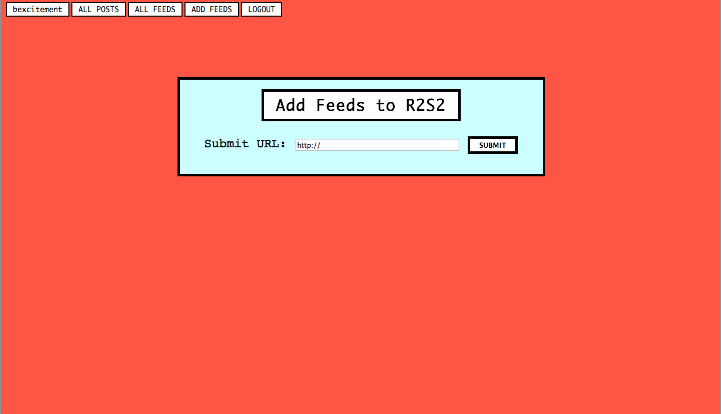 bexcitement ALL POSTS ALL FEEDS ADD FEEDS LOGOUT
Add Feeds to R2S2
Submit URL: http:// SUBMIT